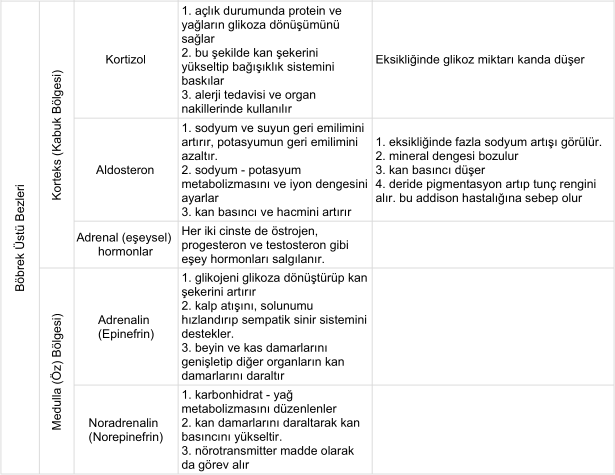 Böbrek Üstü Bezleri
Korteks (Kabuk Bölgesi)
Kortizol
1. açlık durumunda protein ve
yağların glikoza dönüşümünü
sağlar
2. bu şekilde kan şekerini
yükseltip bağışıklık sistemini
baskılar
3. alerji tedavisi ve organ
nakillerinde kullanılır
Eksikliğinde glikoz miktarı kanda düşer
Aldosteron
1. sodyum ve suyun geri emilimini
artırır, potasyumun geri emilimini
azaltır.
2. sodyum - potasyum
metabolizmasını ve iyon dengesini
ayarlar
3. kan basıncı ve hacmini artırır
1. eksikliğinde fazla sodyum artışı görülür.
2. mineral dengesi bozulur
3. kan basıncı düşer
4. deride pigmentasyon artıp tunç rengini
alır. bu addison hastalığına sebep olur
Adrenal (eşeysel)
hormonlar
Her iki cinste de östrojen,
progesteron ve testosteron gibi
eşey hormonları salgılanır.
Medulla (Öz) Bölgesi)
Adrenalin
(Epinefrin)
1. glikojeni glikoza dönüştürüp kan
şekerini artırır
2. kalp atışını, solunumu
hızlandırıp sempatik sinir sistemini
destekler.
3. beyin ve kas damarlarını
genişletip diğer organların kan
damarlarını daraltır
Noradrenalin
(Norepinefrin)
1. karbonhidrat - yağ
metabolizmasını düzenlenler
2. kan damarlarını daraltarak kan
basıncını yükseltir.
3. nörotransmitter madde olarak
da görev alır